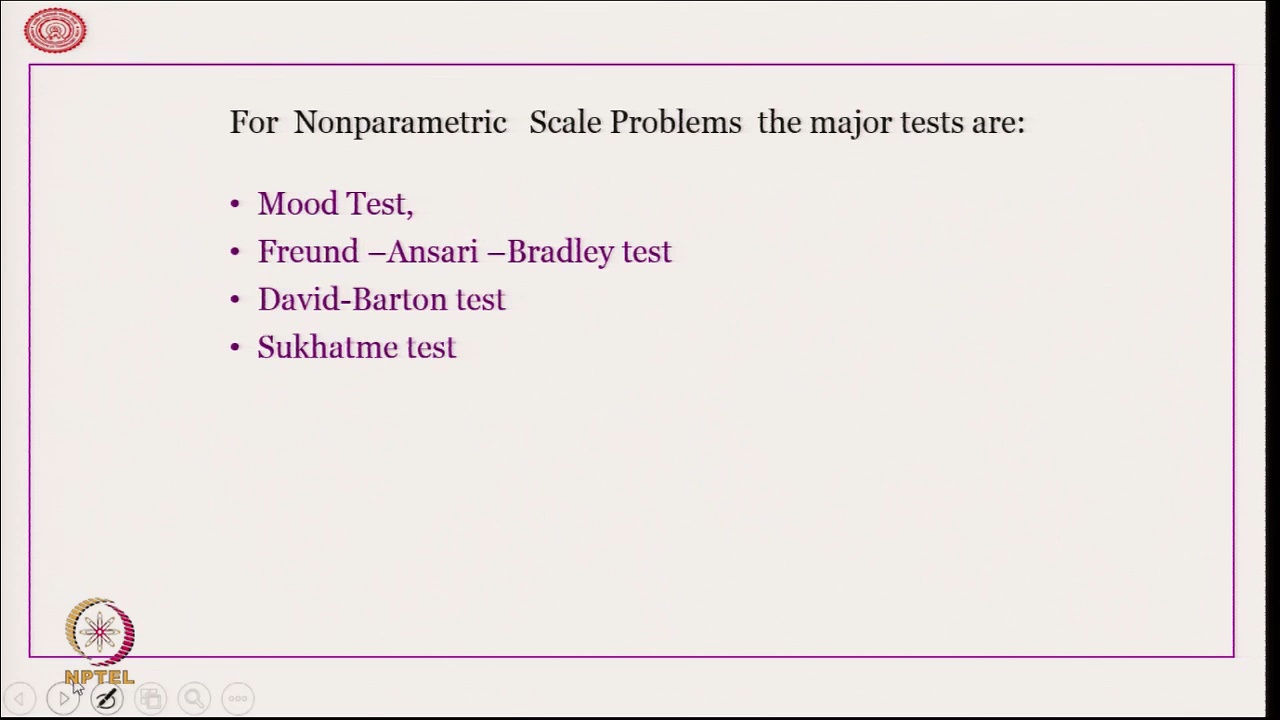 For Nonparametric Scale Problems the major tests are:
• Mood Test,
• Freund –Ansari –Bradley test
• David-Barton test
• Sukhatme test
NPTEL